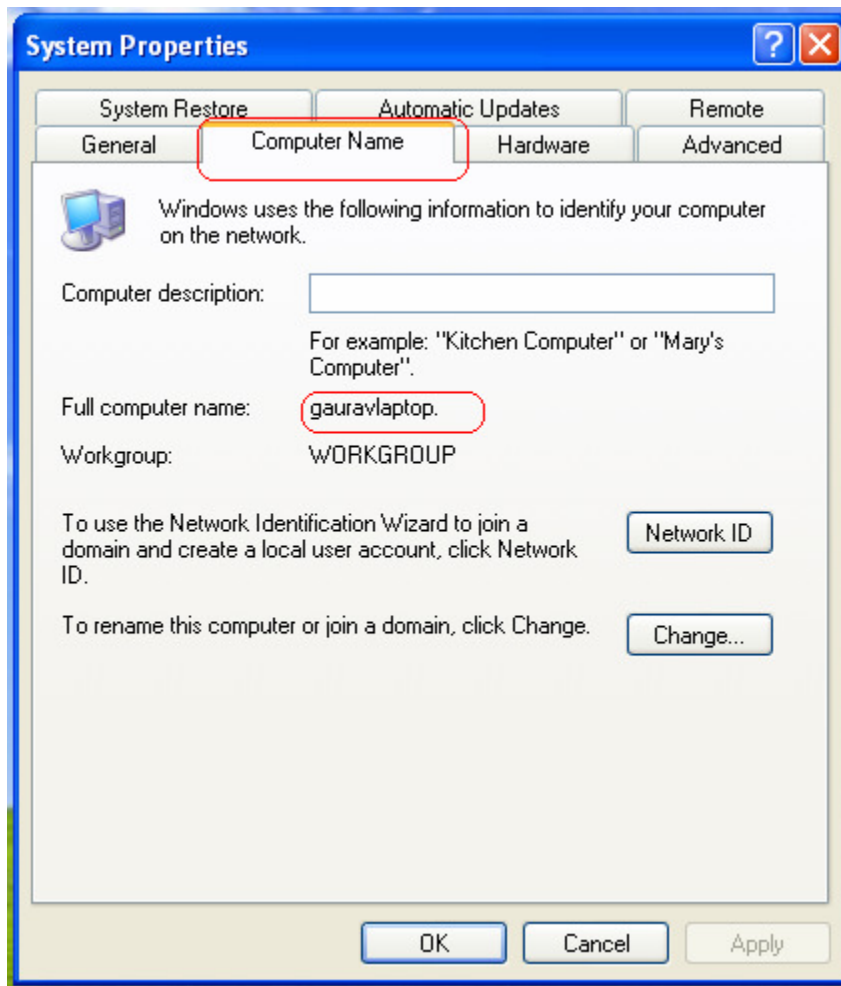 System Properties
System Restore Automatic Updates Remote
General Computer Name Hardware Advanced
Windows uses the following information to identify your computer
on the network.
Computer description:
For example: "Kitchen Computer" or "Mary's
Computer".
Full computer name: gauravlaptop.
Workgroup: WORKGROUP
To use the Network Identification Wizard to join a
domain and create a local user account, click Network
ID.
Network ID
To rename this computer or join a domain, click Change.
Change...
OK Cancel Apply